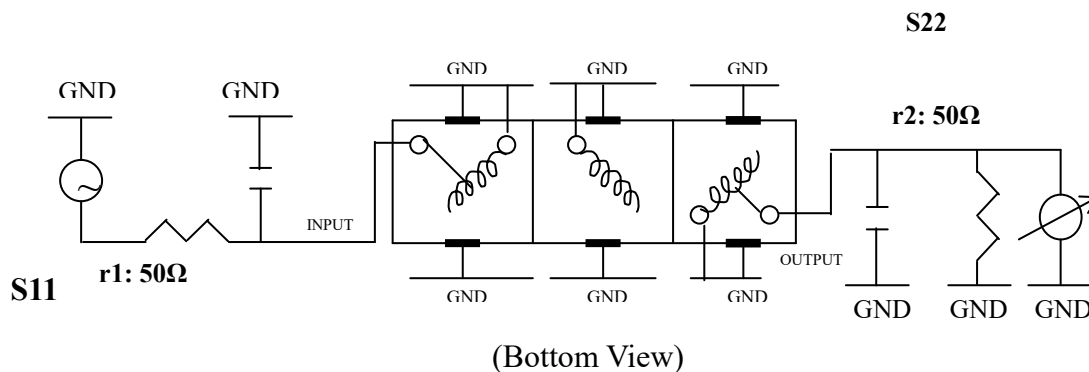 S22
GND
GND
GND
GND
GND
r2: 50Ω
INPUT
r1: 50Ω
S11
OUTPUT
GND
GND
GND
GND
GND
GND
(Bottom View)